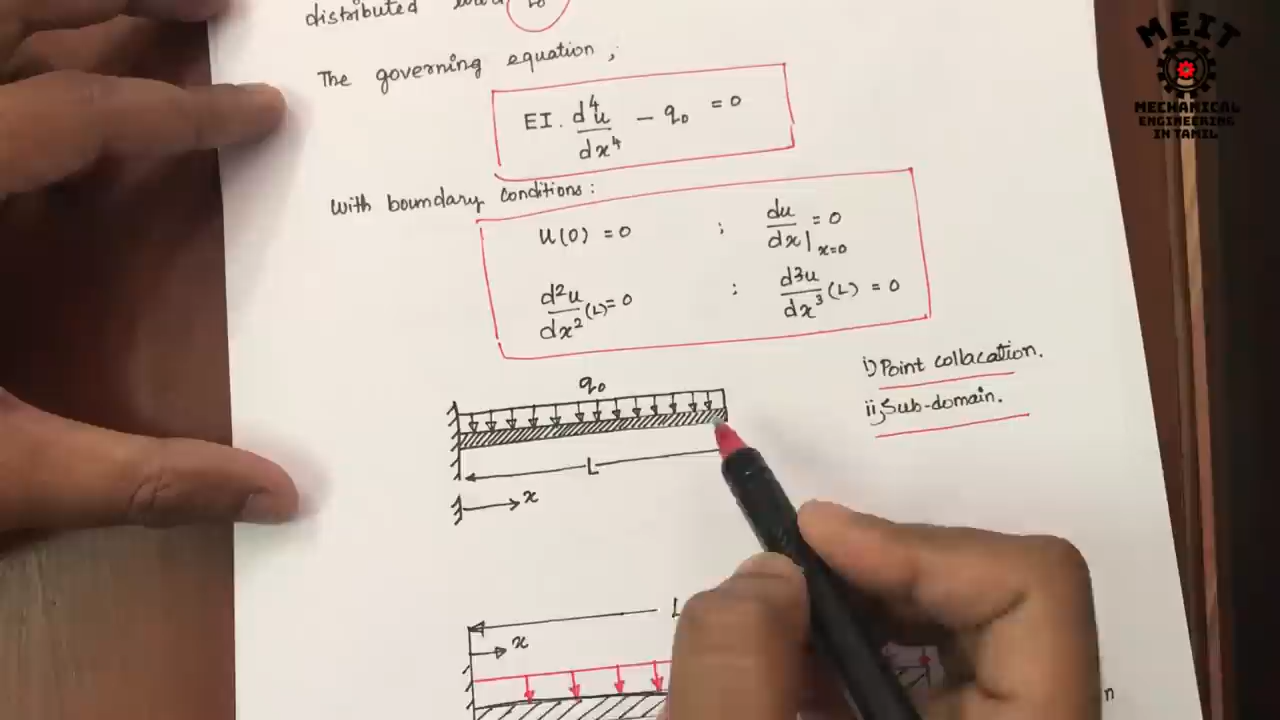 distributed
The governing equation,
EI. d⁴u/dx⁴ - q₀ = 0
With boundary conditions:
u(0) = 0 ; du/dx|x=0 = 0
d²u/dx² (L) = 0 ; d3u/dx³ (L) = 0
i) Point collacation.
ii, Sub-domain.
q₀
L
x
L
x
n
MEIT
MECHANICAL
ENGINEERING
IN TAMIL